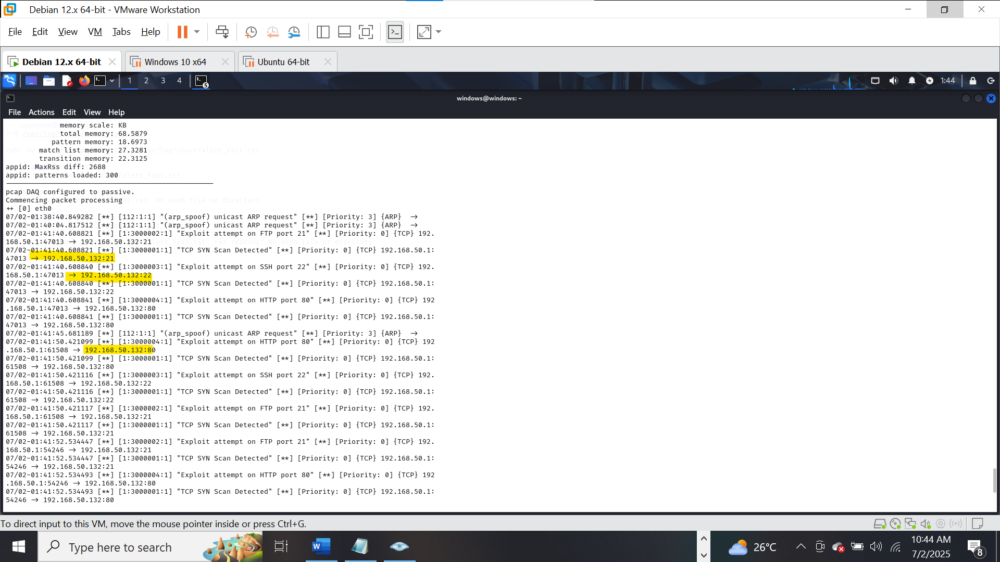 Debian 12.x 64-bit - VMware Workstation
File Edit View VM Tabs Help
Debian 12.x 64-bit Windows 10 x64 Ubuntu 64-bit
1 2 3 4 5 1:44
windows@windows: ~
File Actions Edit View Help
memory scale: KB
total memory: 68.5879
pattern memory: 18.6973
match list memory: 27.3281
transition memory: 22.3125
appid: MaxRss diff: 2688
appid: patterns loaded: 300
pcap DAQ configured to passive.
Commencing packet processing
++ [0] eth0
07/02-01:38:40.849282 [**] [112:1:1] "(arp_spoof) unicast ARP request" [**] [Priority: 3] {ARP}  →
07/02-01:40:04.817512 [**] [112:1:1] "(arp_spoof) unicast ARP request" [**] [Priority: 3] {ARP}  →
07/02-01:41:40.608821 [**] [1:3000002:1] "Exploit attempt on FTP port 21" [**] [Priority: 0] {TCP} 192.
168.50.1:47013 → 192.168.50.132:21
07/02-01:41:40.608821 [**] [1:3000001:1] "TCP SYN Scan Detected" [**] [Priority: 0] {TCP} 192.168.50.1:
47013 → 192.168.50.132:21
07/02-01:41:40.608840 [**] [1:3000003:1] "Exploit attempt on SSH port 22" [**] [Priority: 0] {TCP} 192.
168.50.1:47013 → 192.168.50.132:22
07/02-01:41:40.608840 [**] [1:3000001:1] "TCP SYN Scan Detected" [**] [Priority: 0] {TCP} 192.168.50.1:
47013 → 192.168.50.132:22
07/02-01:41:40.608841 [**] [1:3000004:1] "Exploit attempt on HTTP port 80" [**] [Priority: 0] {TCP} 192
.168.50.1:47013 → 192.168.50.132:80
07/02-01:41:40.608841 [**] [1:3000001:1] "TCP SYN Scan Detected" [**] [Priority: 0] {TCP} 192.168.50.1:
47013 → 192.168.50.132:80
07/02-01:41:45.681189 [**] [112:1:1] "(arp_spoof) unicast ARP request" [**] [Priority: 3] {ARP}  →
07/02-01:41:50.421099 [**] [1:3000004:1] "Exploit attempt on HTTP port 80" [**] [Priority: 0] {TCP} 192
.168.50.1:61508 → 192.168.50.132:80
07/02-01:41:50.421099 [**] [1:3000001:1] "TCP SYN Scan Detected" [**] [Priority: 0] {TCP} 192.168.50.1:
61508 → 192.168.50.132:80
07/02-01:41:50.421116 [**] [1:3000003:1] "Exploit attempt on SSH port 22" [**] [Priority: 0] {TCP} 192.
168.50.1:61508 → 192.168.50.132:22
07/02-01:41:50.421116 [**] [1:3000001:1] "TCP SYN Scan Detected" [**] [Priority: 0] {TCP} 192.168.50.1:
61508 → 192.168.50.132:22
07/02-01:41:50.421117 [**] [1:3000002:1] "Exploit attempt on FTP port 21" [**] [Priority: 0] {TCP} 192.
168.50.1:61508 → 192.168.50.132:21
07/02-01:41:50.421117 [**] [1:3000001:1] "TCP SYN Scan Detected" [**] [Priority: 0] {TCP} 192.168.50.1:
61508 → 192.168.50.132:21
07/02-01:41:52.534447 [**] [1:3000002:1] "Exploit attempt on FTP port 21" [**] [Priority: 0] {TCP} 192.
168.50.1:54246 → 192.168.50.132:21
07/02-01:41:52.534447 [**] [1:3000001:1] "TCP SYN Scan Detected" [**] [Priority: 0] {TCP} 192.168.50.1:
54246 → 192.168.50.132:21
07/02-01:41:52.534493 [**] [1:3000004:1] "Exploit attempt on HTTP port 80" [**] [Priority: 0] {TCP} 192
.168.50.1:54246 → 192.168.50.132:80
07/02-01:41:52.534493 [**] [1:3000001:1] "TCP SYN Scan Detected" [**] [Priority: 0] {TCP} 192.168.50.1:
54246 → 192.168.50.132:80
To direct input to this VM, move the mouse pointer inside or press Ctrl+G.
Type here to search
26°C
10:44 AM
7/2/2025
8